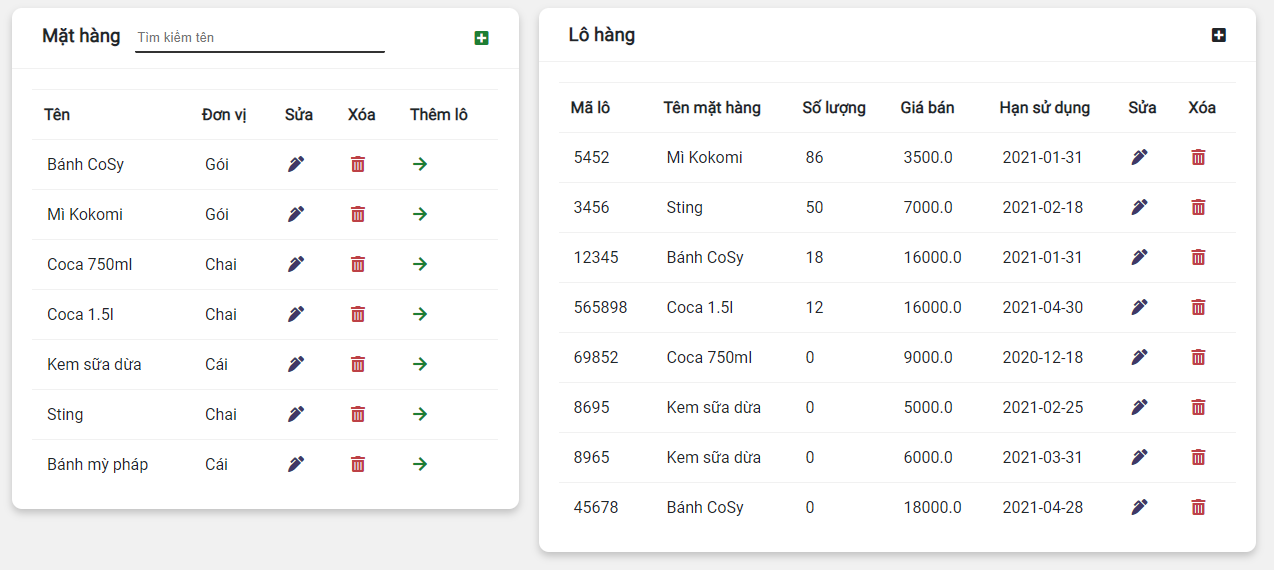 Mặt hàng Tìm kiếm tên
Tên Đơn vị Sửa Xóa Thêm lô
Bánh CoSy Gói
Mì Kokomi Gói
Coca 750ml Chai
Coca 1.5l Chai
Kem sữa dừa Cái
Sting Chai
Bánh mỳ pháp Cái
Lô hàng
Mã lô Tên mặt hàng Số lượng Giá bán Hạn sử dụng Sửa Xóa
5452 Mì Kokomi 86 3500.0 2021-01-31
3456 Sting 50 7000.0 2021-02-18
12345 Bánh CoSy 18 16000.0 2021-01-31
565898 Coca 1.5l 12 16000.0 2021-04-30
69852 Coca 750ml 0 9000.0 2020-12-18
8695 Kem sữa dừa 0 5000.0 2021-02-25
8965 Kem sữa dừa 0 6000.0 2021-03-31
45678 Bánh CoSy 0 18000.0 2021-04-28